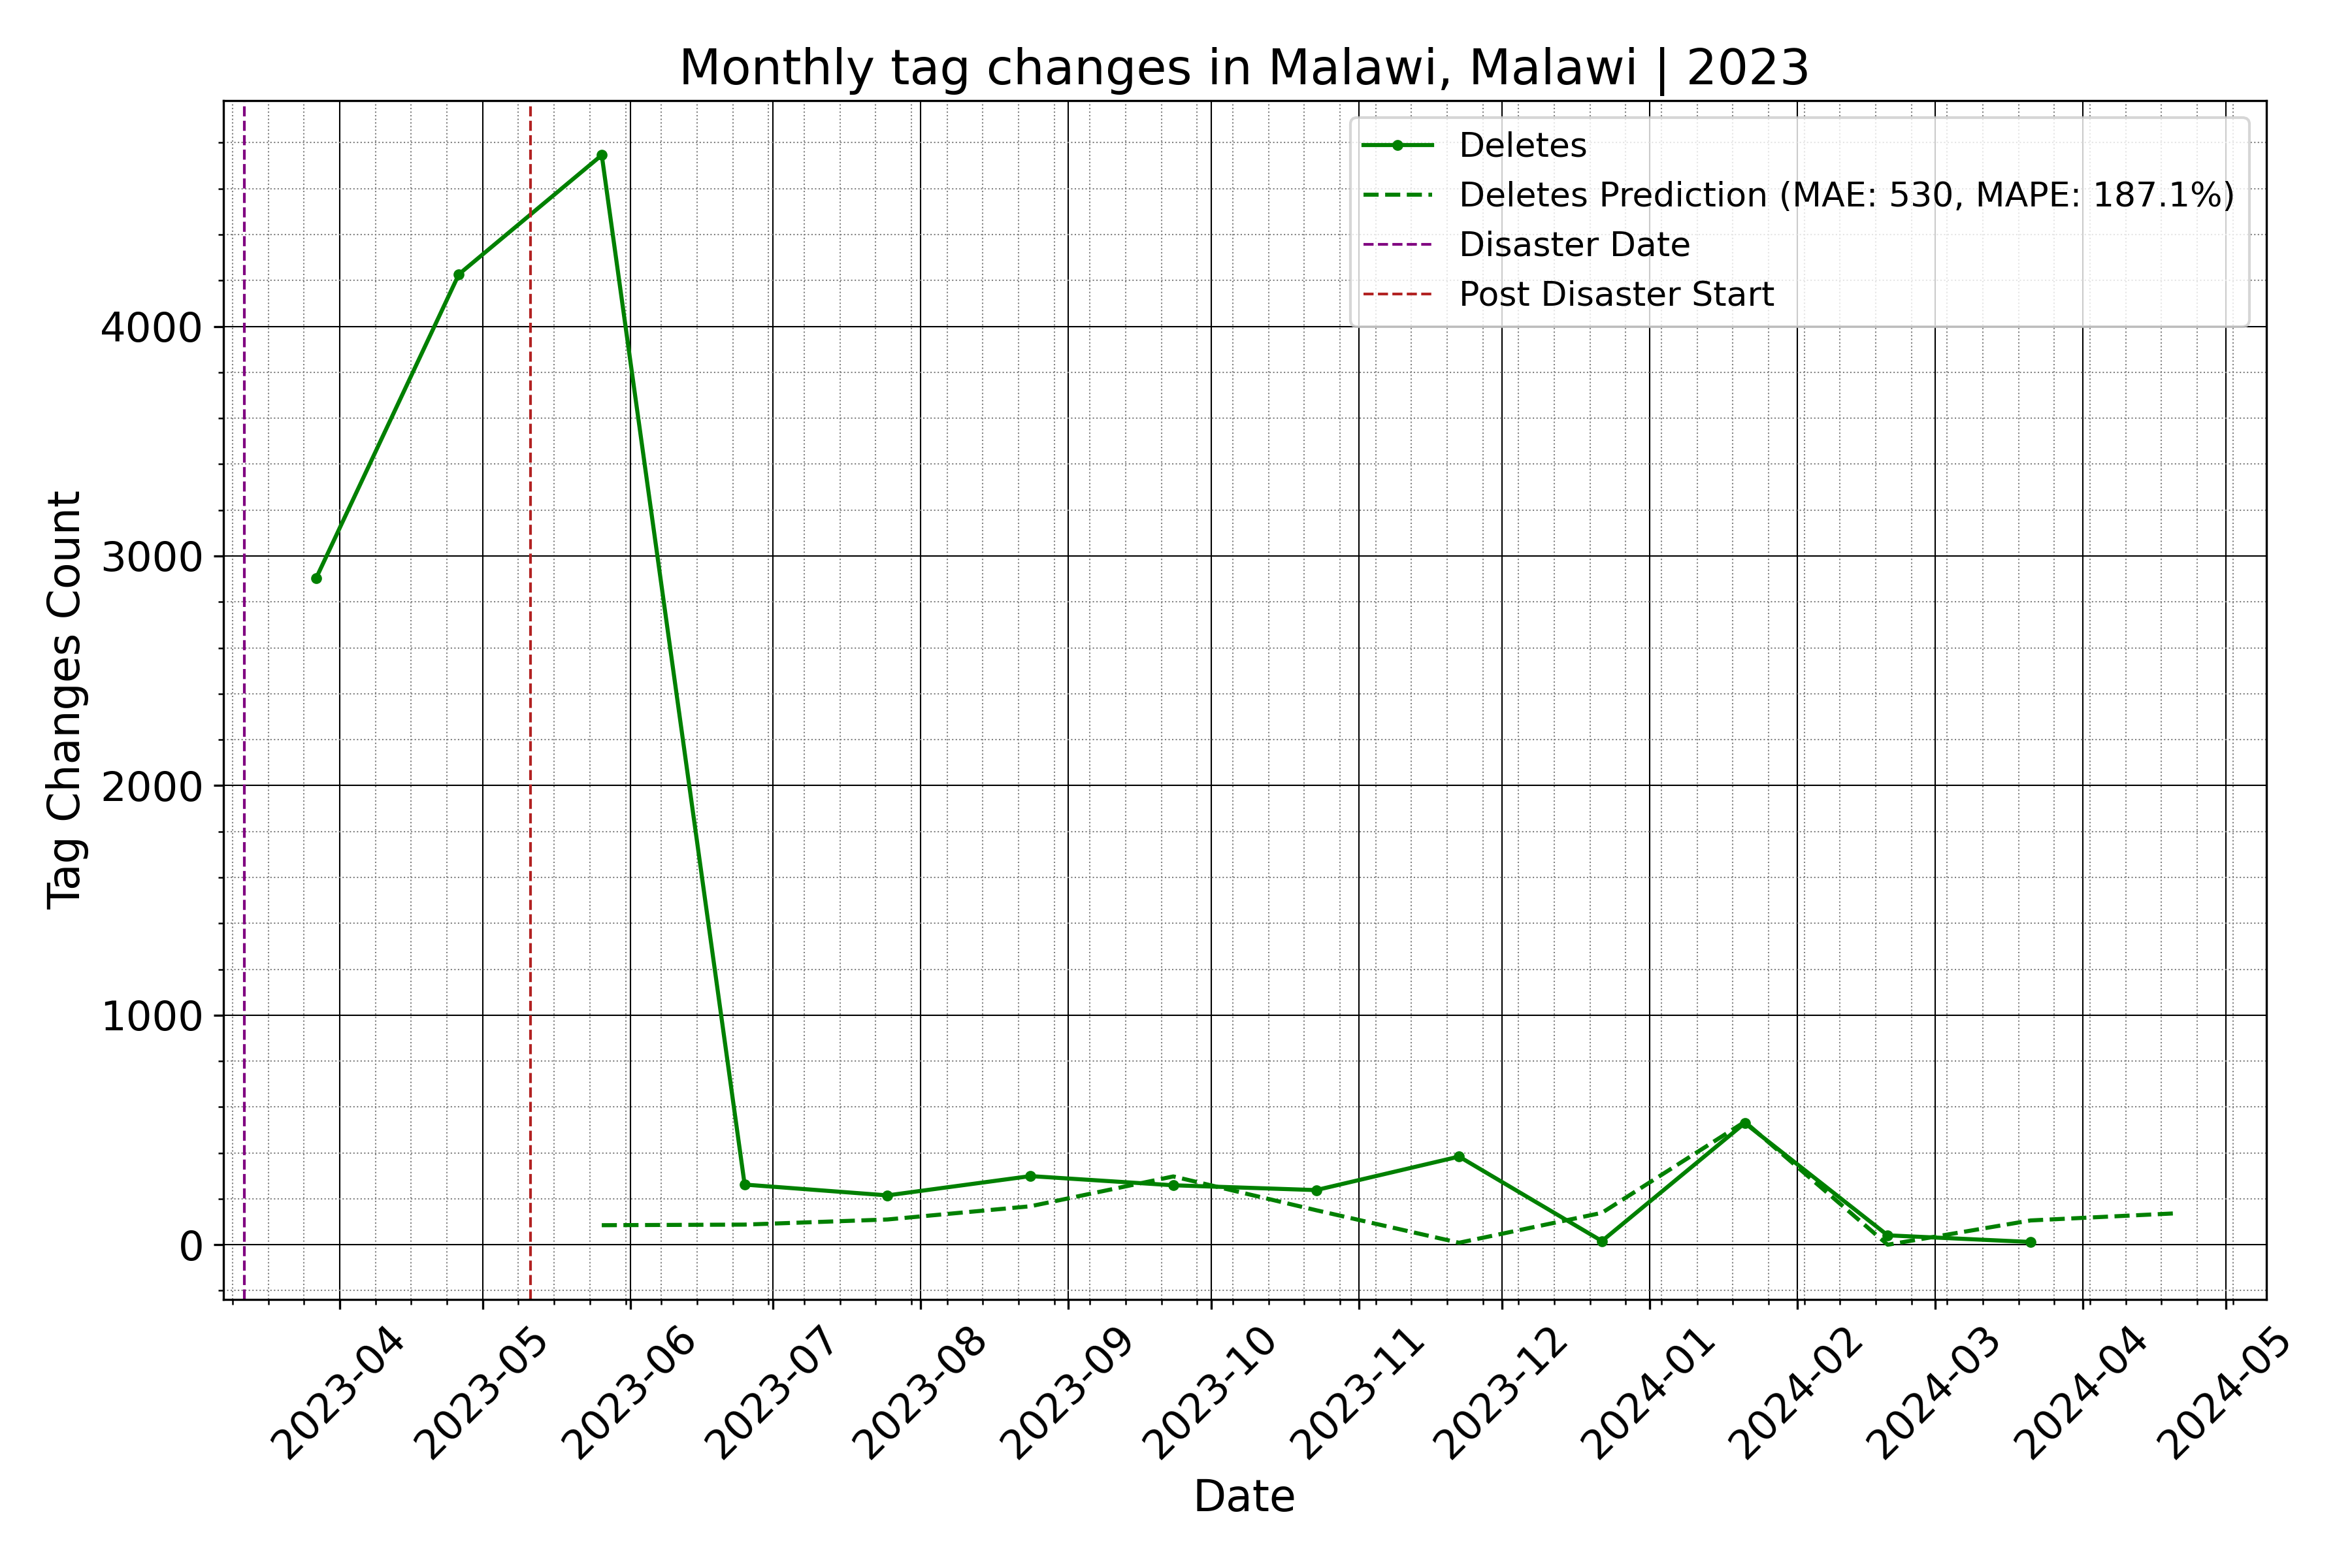 Monthly tag changes in Malawi, Malawi | 2023
Deletes
Deletes Prediction (MAE: 530, MAPE: 187.1%)
Disaster Date
Post Disaster Start
Tag Changes Count
4000
3000
2000
1000
0
2023-04
2023-05
2023-06
2023-07
2023-08
2023-09
2023-10
2023-11
2023-12
2024-01
2024-02
2024-03
2024-04
2024-05
Date